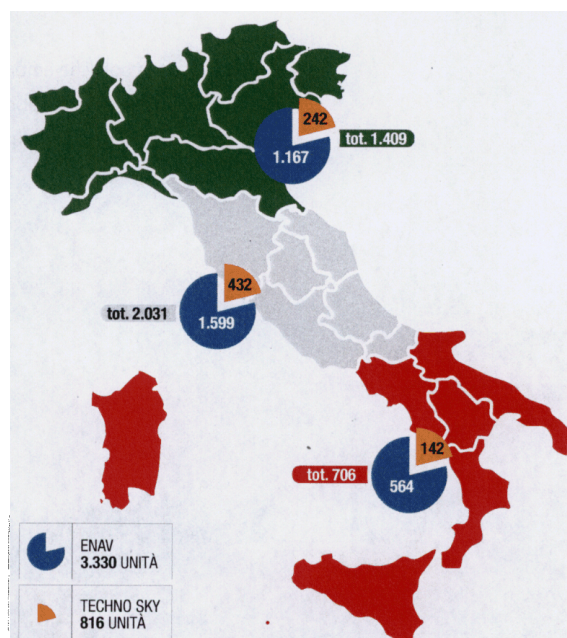 242
1.167
tot. 1.409
432
tot. 2.031
1.599
142
tot. 706
564
ENAV
3.330 UNITÀ
TECHNO SKY
816 UNITÀ